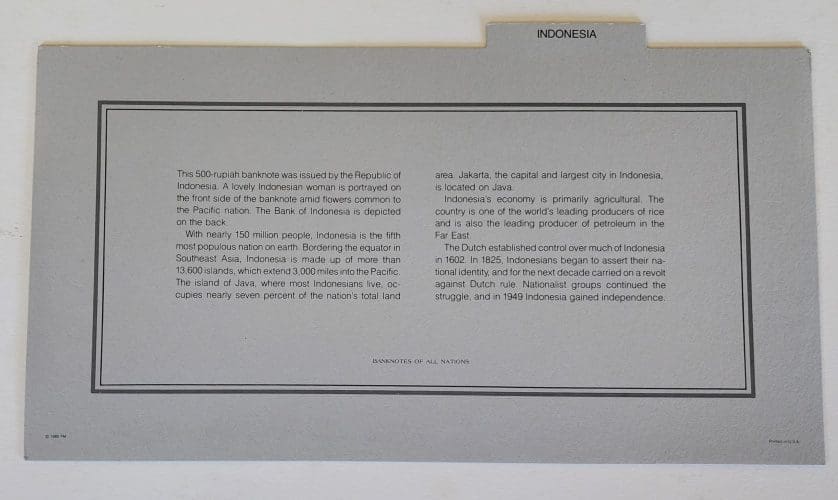 INDONESIA
This 500-rupiah banknote was issued by the Republic of
Indonesia. A lovely Indonesian woman is portrayed on
the front side of the banknote amid flowers common to
the Pacific nation. The Bank of Indonesia is depicted
on the back.
With nearly 150 million people, Indonesia is the fifth
most populous nation on earth. Bordering the equator in
Southeast Asia, Indonesia is made up of more than
13,600 islands, which extend 3,000 miles into the Pacific.
The island of Java, where most Indonesians live, oc-
cupies nearly seven percent of the nation's total land
area. Jakarta, the capital and largest city in Indonesia,
is located on Java.
Indonesia's economy is primarily agricultural. The
country is one of the world's leading producers of rice
and is also the leading producer of petroleum in the
Far East.
The Dutch established control over much of Indonesia
in 1602. In 1825, Indonesians began to assert their na-
tional identity, and for the next decade carried on a revolt
against Dutch rule. Nationalist groups continued the
struggle, and in 1949 Indonesia gained independence.
BANKNOTES OF ALL NATIONS
Printed in